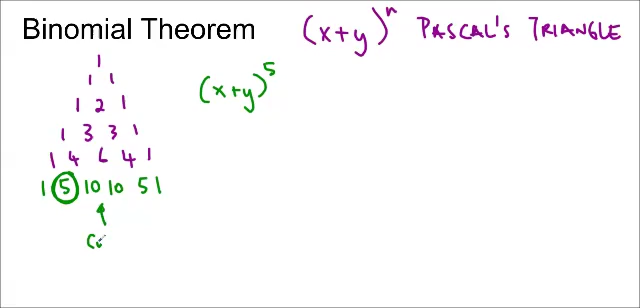 Binomial Theorem (x+y)^n PASCAL'S TRIANGLE
1
1 1
(x+y)^5
1 2 1
1 3 3 1
1 4 6 4 1
1 5 10 10 5 1
Co